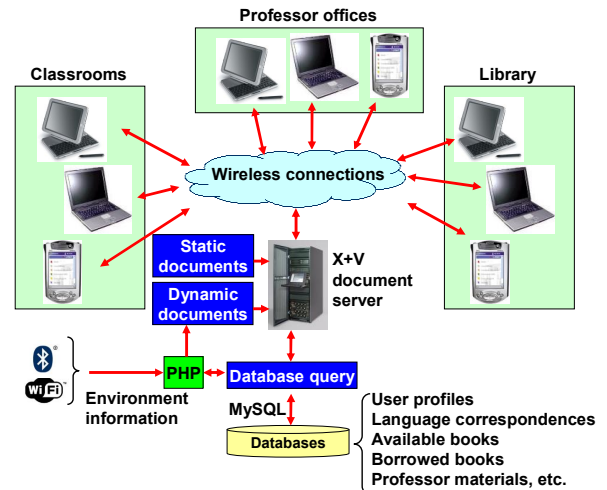 Professor offices
Classrooms
Library
Wireless connections
Static
documents
X+V
document
server
Dynamic
documents
PHP
Database query
WiFi
Environment
information
MySQL
Databases
User profiles
Language correspondences
Available books
Borrowed books
Professor materials, etc.